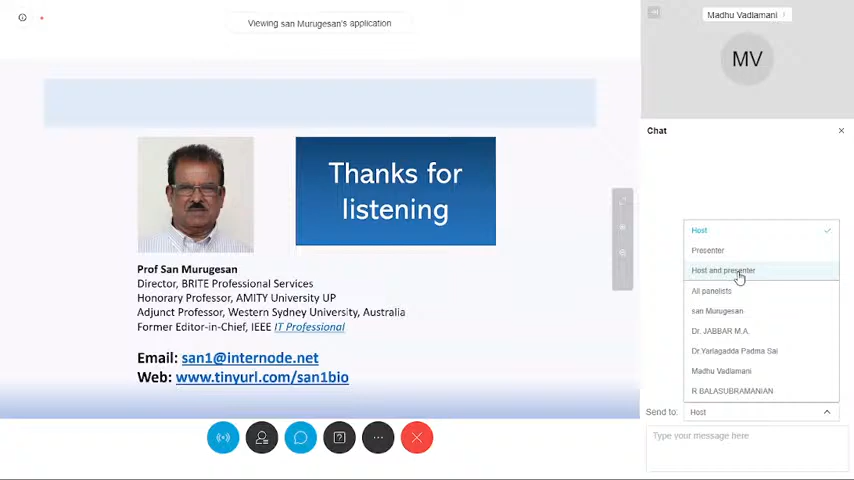 Viewing san Murugesan's application
Madhu Vadlamani
MV
Chat
Thanks for
listening
Prof San Murugesan
Director, BRITE Professional Services
Honorary Professor, AMITY University UP
Adjunct Professor, Western Sydney University, Australia
Former Editor-in-Chief, IEEE IT Professional
Email: san1@internode.net
Web: www.tinyurl.com/san1bio
Host
Presenter
Host and presenter
All panelists
san Murugesan
Dr. JABBAR M.A.
Dr.Yarlagadda Padma Sai
Madhu Vadlamani
R.BALASUBRAMANIAN
Send to: Host
Type your message here